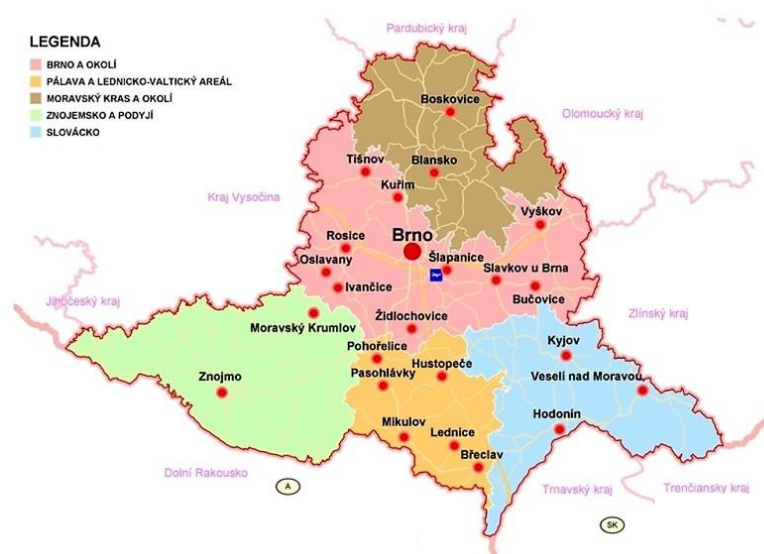 Pardubický kraj
LEGENDA
BRNO A OKOLÍ
PÁLAVA A LEDNICKO-VALTICKÝ AREÁL
MORAVSKÝ KRAS A OKOLÍ
ZNOJEMSKO A PODYJÍ
SLOVÁCKO
Boskovice
Olomoucký kraj
Tišnov
Blansko
Kuřim
Kraj Vysočina
Vyškov
Brno
Rosice
Oslavany
Šlapanice
Slavkov u Brna
Ivančice
Bučovice
Jihočeský kraj
Zlínský kraj
Moravský Krumlov
Židlochovice
Kyjov
Pohořelice
Hustopeče
Pasohlávky
Znojmo
Veselí nad Moravou
Mikulov
Hodonín
Lednice
Břeclav
Dolní Rakousko
A
Trnavský kraj
Trenčiansky kraj
SK